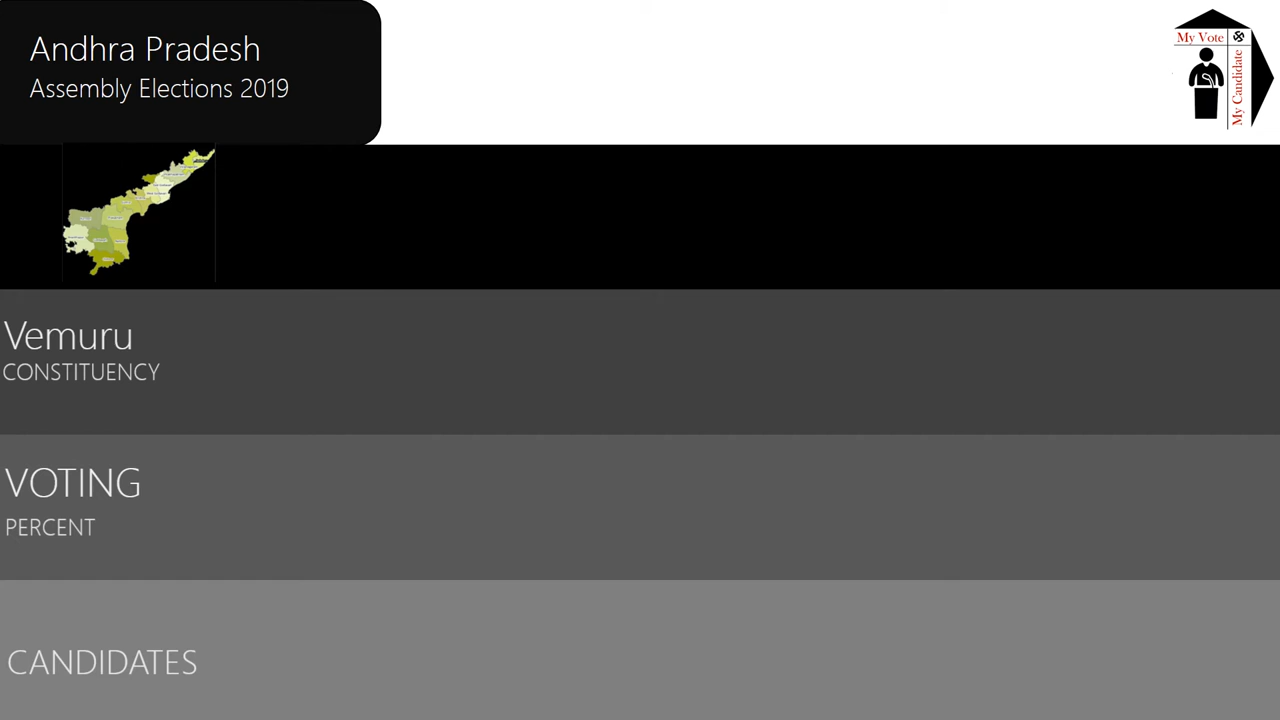 Andhra Pradesh
Assembly Elections 2019
My Vote
My Candidate
Vemuru
CONSTITUENCY
VOTING
PERCENT
CANDIDATES